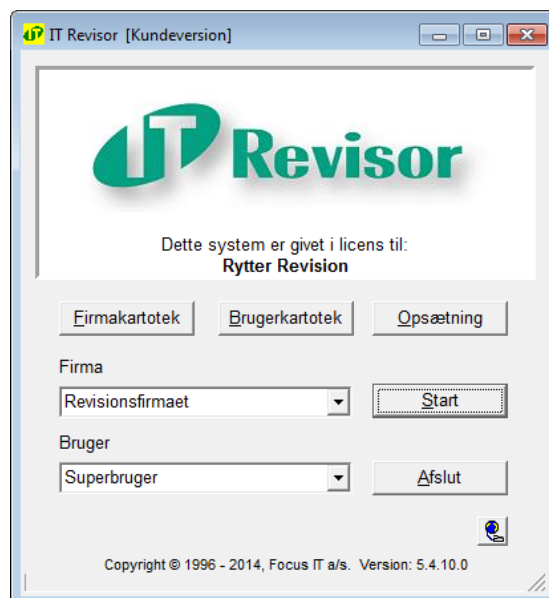 IT Revisor [Kundeversion]
IT Revisor
Dette system er givet i licens til:
Rytter Revision
Firmakartotek Brugerkartotek Opsætning
Firma
Revisionsfirmaet Start
Bruger
Superbruger Afslut
Copyright © 1996 - 2014, Focus IT a/s. Version: 5.4.10.0